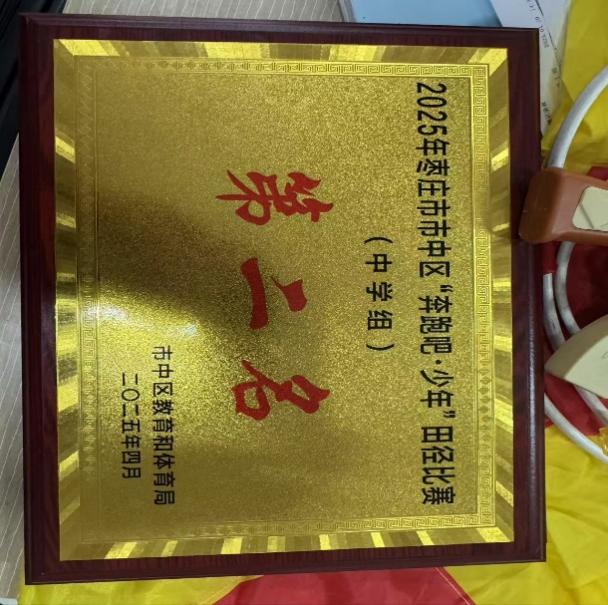 2025年枣庄市市中区“奔跑吧·少年”田径比赛
（中学组）
第二名
市中区教育和体育局
二〇二五年四月